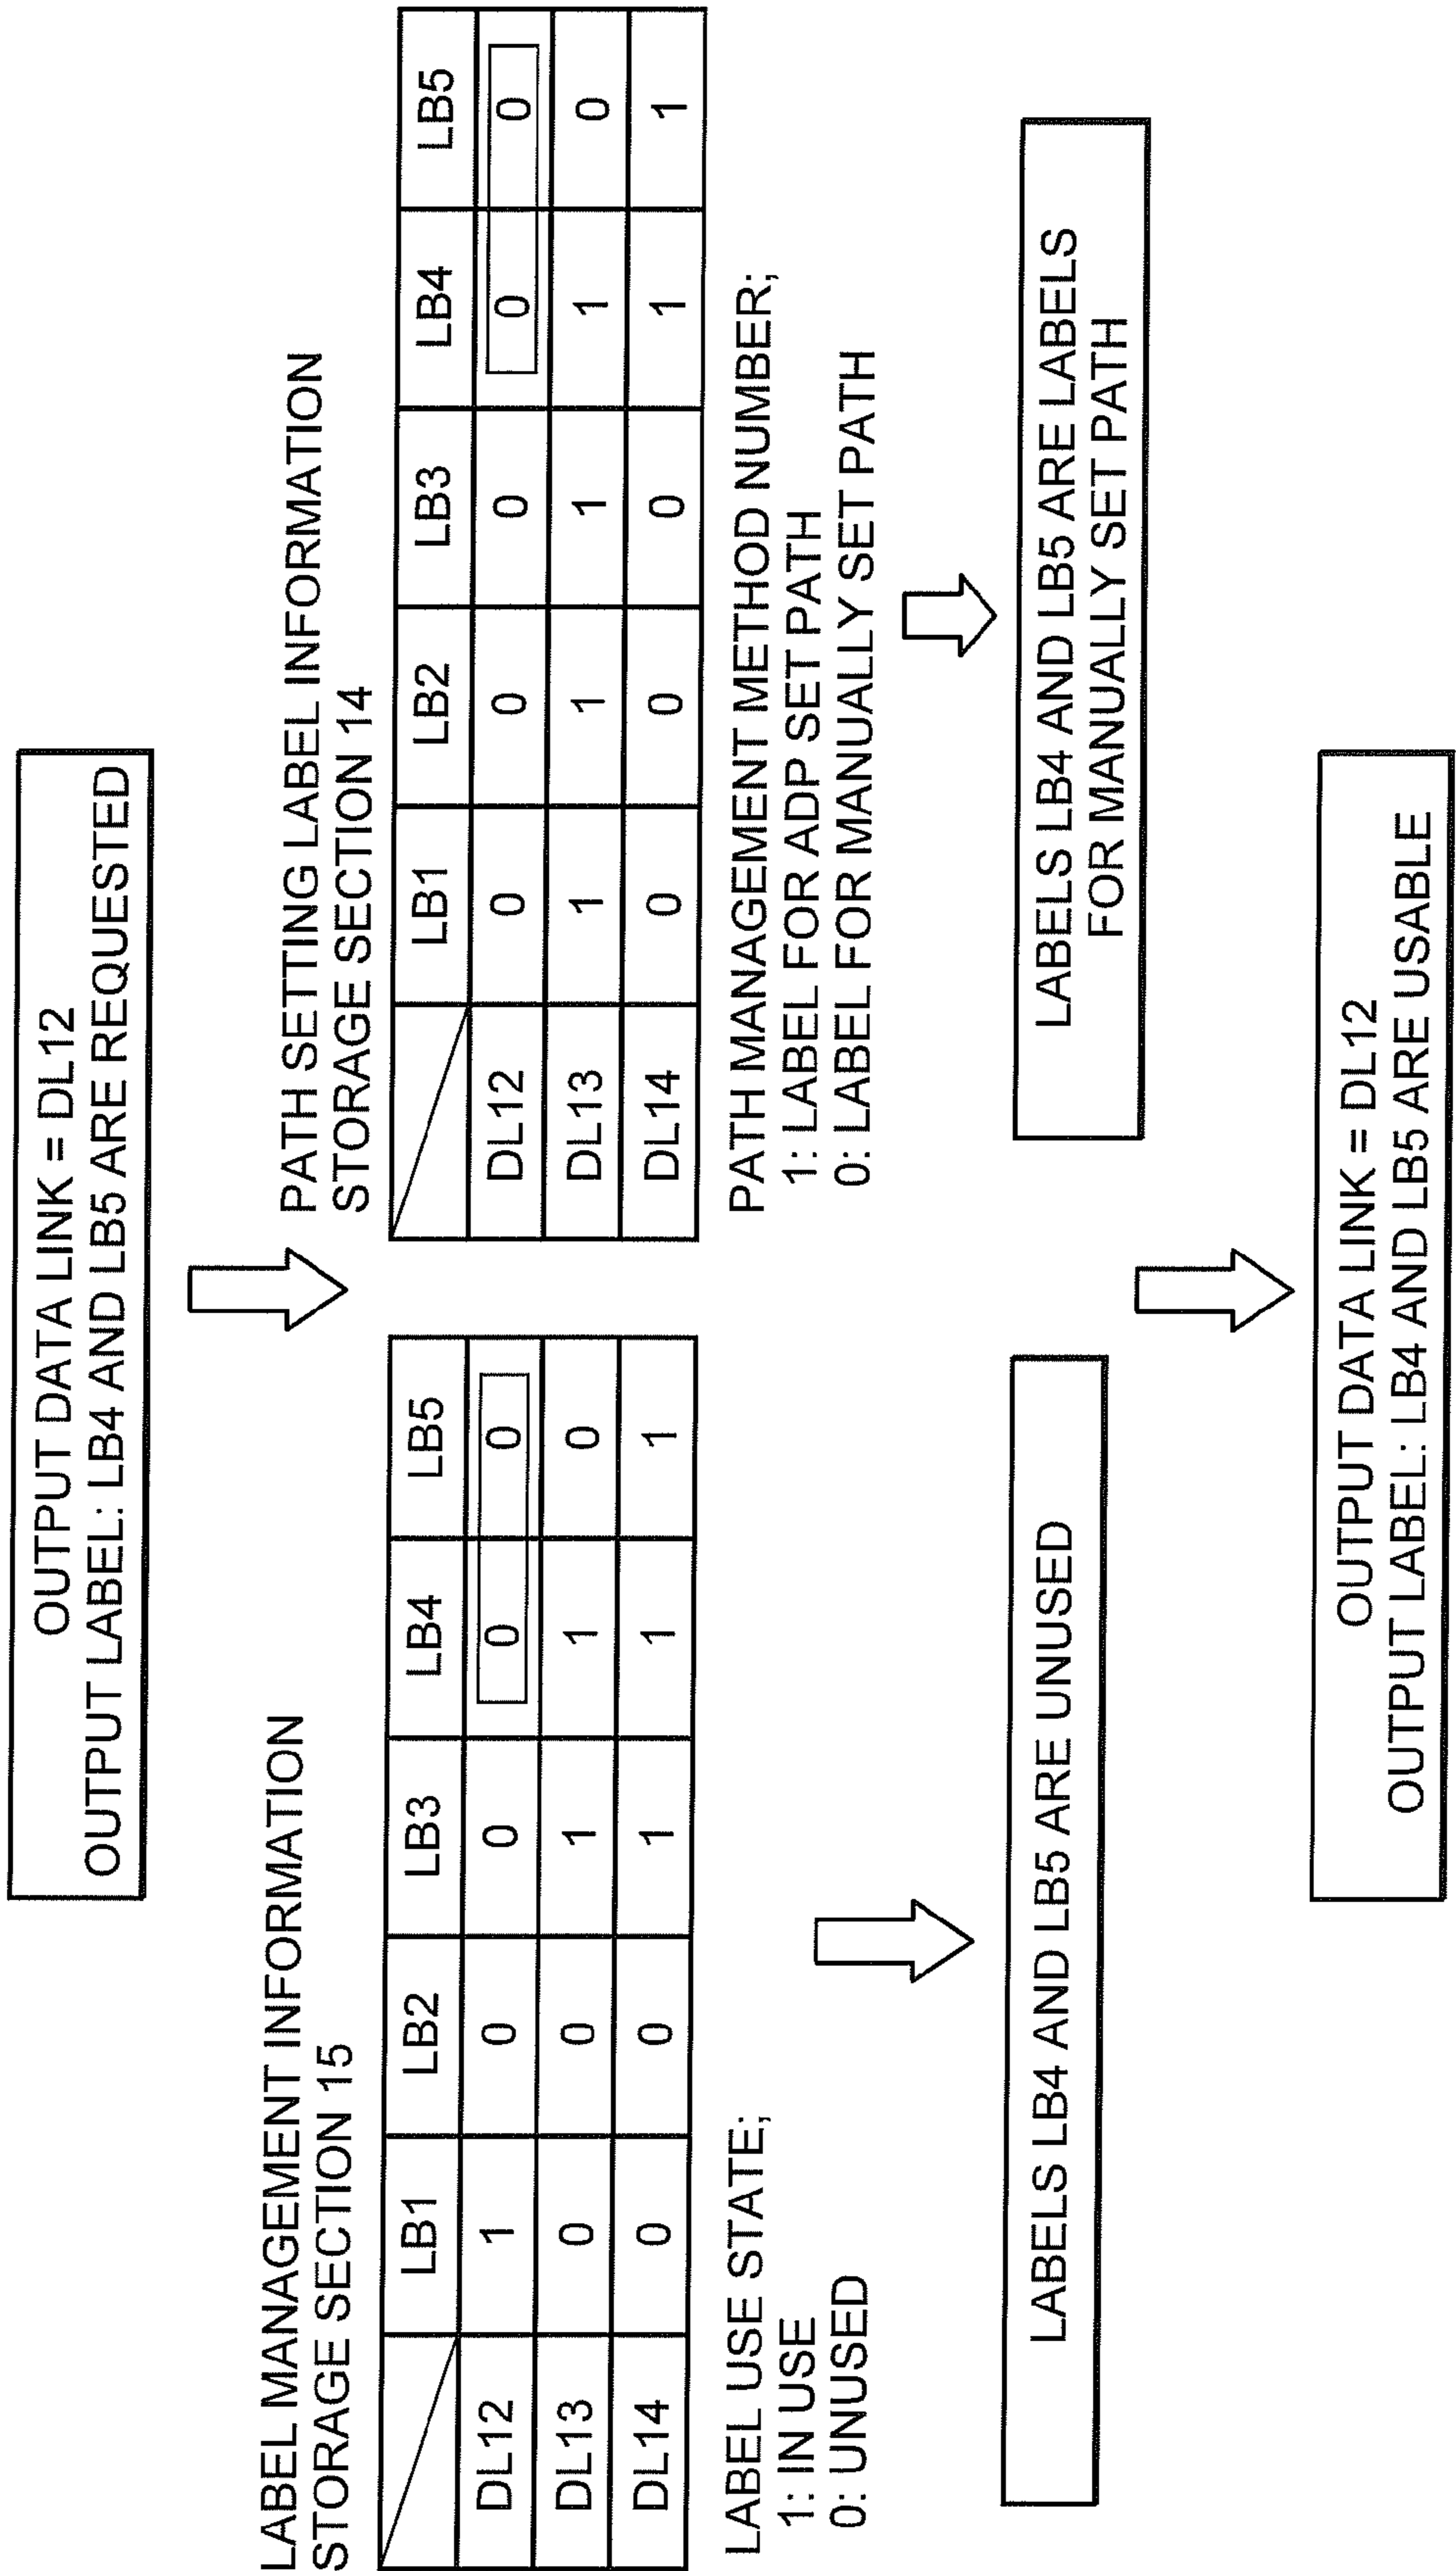 OUTPUT DATA LINK = DL12
OUTPUT LABEL: LB4 AND LB5 ARE REQUESTED
LABEL MANAGEMENT INFORMATION
STORAGE SECTION 15
LB1 LB2 LB3 LB4 LB5
DL12 1 0 0 0 0
DL13 0 0 1 1 0
DL14 0 0 1 1 1
LABEL USE STATE;
1: IN USE
0: UNUSED
LABELS LB4 AND LB5 ARE UNUSED
PATH SETTING LABEL INFORMATION
STORAGE SECTION 14
LB1 LB2 LB3 LB4 LB5
DL12 0 0 0 0 0
DL13 1 1 1 1 0
DL14 0 0 0 1 1
PATH MANAGEMENT METHOD NUMBER;
1: LABEL FOR ADP SET PATH
0: LABEL FOR MANUALLY SET PATH
LABELS LB4 AND LB5 ARE LABELS
FOR MANUALLY SET PATH
OUTPUT DATA LINK = DL12
OUTPUT LABEL: LB4 AND LB5 ARE USABLE